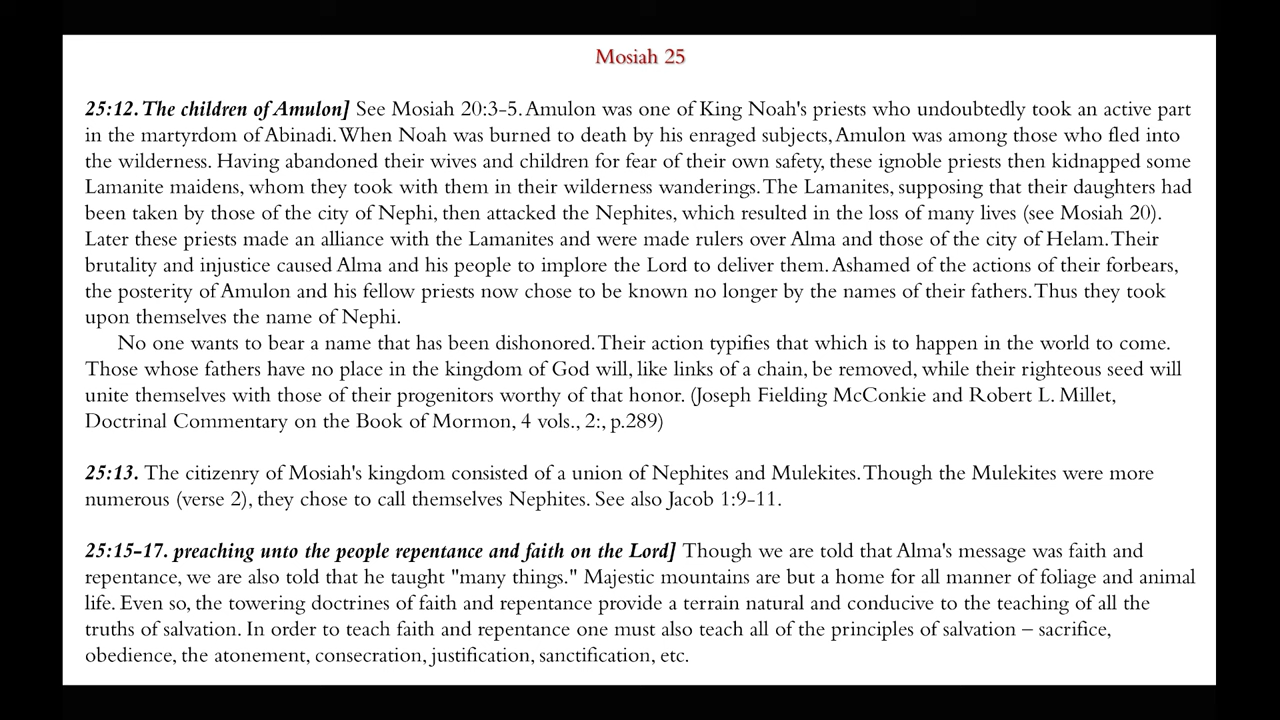 Mosiah 25
25:12. The children of Amulon] See Mosiah 20:3-5. Amulon was one of King Noah's priests who undoubtedly took an active part
in the martyrdom of Abinadi. When Noah was burned to death by his enraged subjects, Amulon was among those who fled into
the wilderness. Having abandoned their wives and children for fear of their own safety, these ignoble priests then kidnapped some
Lamanite maidens, whom they took with them in their wilderness wanderings. The Lamanites, supposing that their daughters had
been taken by those of the city of Nephi, then attacked the Nephites, which resulted in the loss of many lives (see Mosiah 20).
Later these priests made an alliance with the Lamanites and were made rulers over Alma and those of the city of Helam. Their
brutality and injustice caused Alma and his people to implore the Lord to deliver them. Ashamed of the actions of their forbears,
the posterity of Amulon and his fellow priests now chose to be known no longer by the names of their fathers. Thus they took
upon themselves the name of Nephi.
No one wants to bear a name that has been dishonored. Their action typifies that which is to happen in the world to come.
Those whose fathers have no place in the kingdom of God will, like links of a chain, be removed, while their righteous seed will
unite themselves with those of their progenitors worthy of that honor. (Joseph Fielding McConkie and Robert L. Millet,
Doctrinal Commentary on the Book of Mormon, 4 vols., 2:, p.289)
25:13. The citizenry of Mosiah's kingdom consisted of a union of Nephites and Mulekites. Though the Mulekites were more
numerous (verse 2), they chose to call themselves Nephites. See also Jacob 1:9-11.
25:15-17. preaching unto the people repentance and faith on the Lord] Though we are told that Alma's message was faith and
repentance, we are also told that he taught "many things." Majestic mountains are but a home for all manner of foliage and animal
life. Even so, the towering doctrines of faith and repentance provide a terrain natural and conducive to the teaching of all the
truths of salvation. In order to teach faith and repentance one must also teach all of the principles of salvation – sacrifice,
obedience, the atonement, consecration, justification, sanctification, etc.